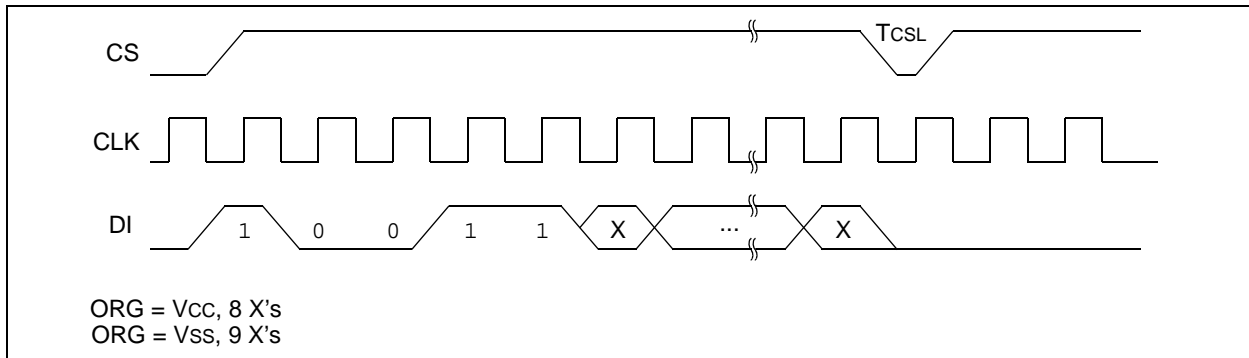 CS TCSL
CLK
DI 1 0 0 1 1 X ... X
ORG = VCC, 8 X's
ORG = VSS, 9 X's